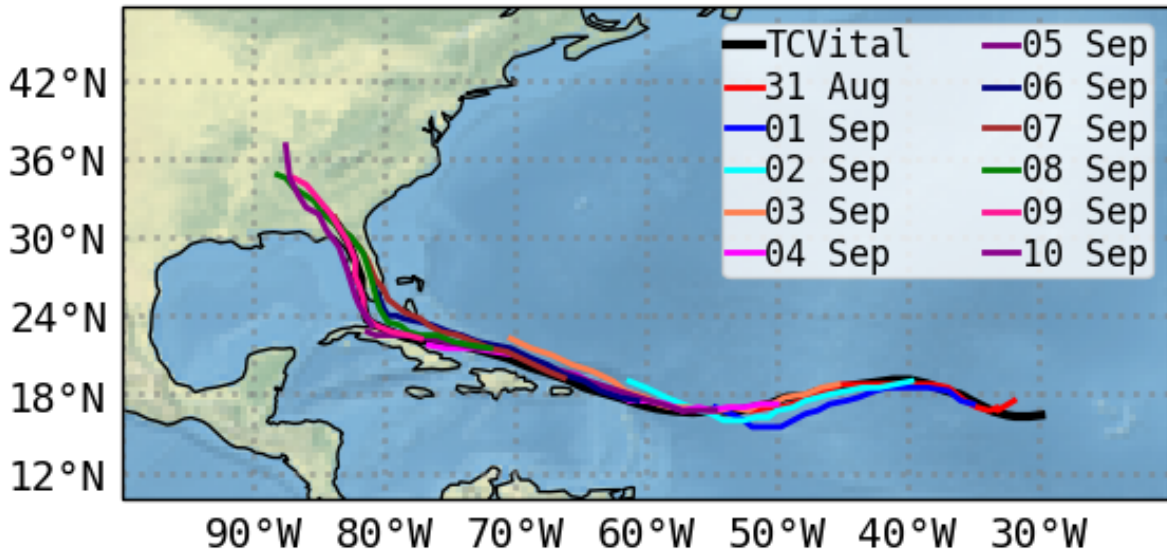 TCVital 05 Sep
42°N
31 Aug 06 Sep
01 Sep 07 Sep
36°N
02 Sep 08 Sep
03 Sep 09 Sep
30°N
04 Sep 10 Sep
24°N
18°N
12°N
90°W 80°W 70°W 60°W 50°W 40°W 30°W